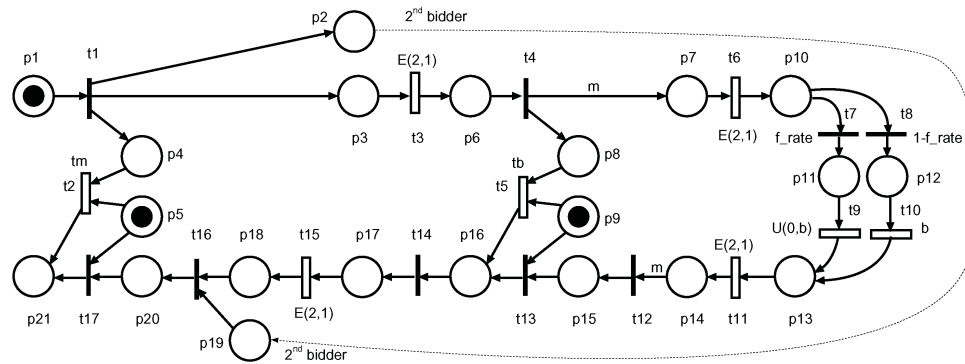 p2
2nd bidder
p1
t1
E(2,1)
t4
p7
t6
p10
m
t7
t8
f_rate
1-f_rate
p3
t3
p6
E(2,1)
p4
p8
tm
t2
tb
t5
p11
p12
p5
p9
t9
t10
U(0,b)
b
t16
p18
t15
p17
t14
p16
E(2,1)
m
p21
t17
p20
E(2,1)
t13
p15
t12
p14
t11
p13
p19
2nd bidder